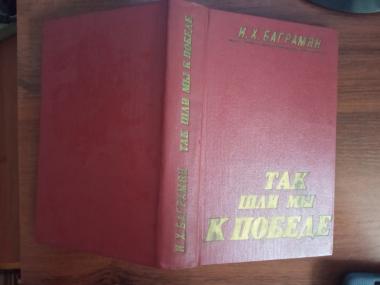 И. Х. БАГРАМЯН
ТАК
ШЛИ МЫ
К ПОБЕДЕ
И. Х. БАГРАМЯН ТАК ШЛИ МЫ К ПОБЕДЕ